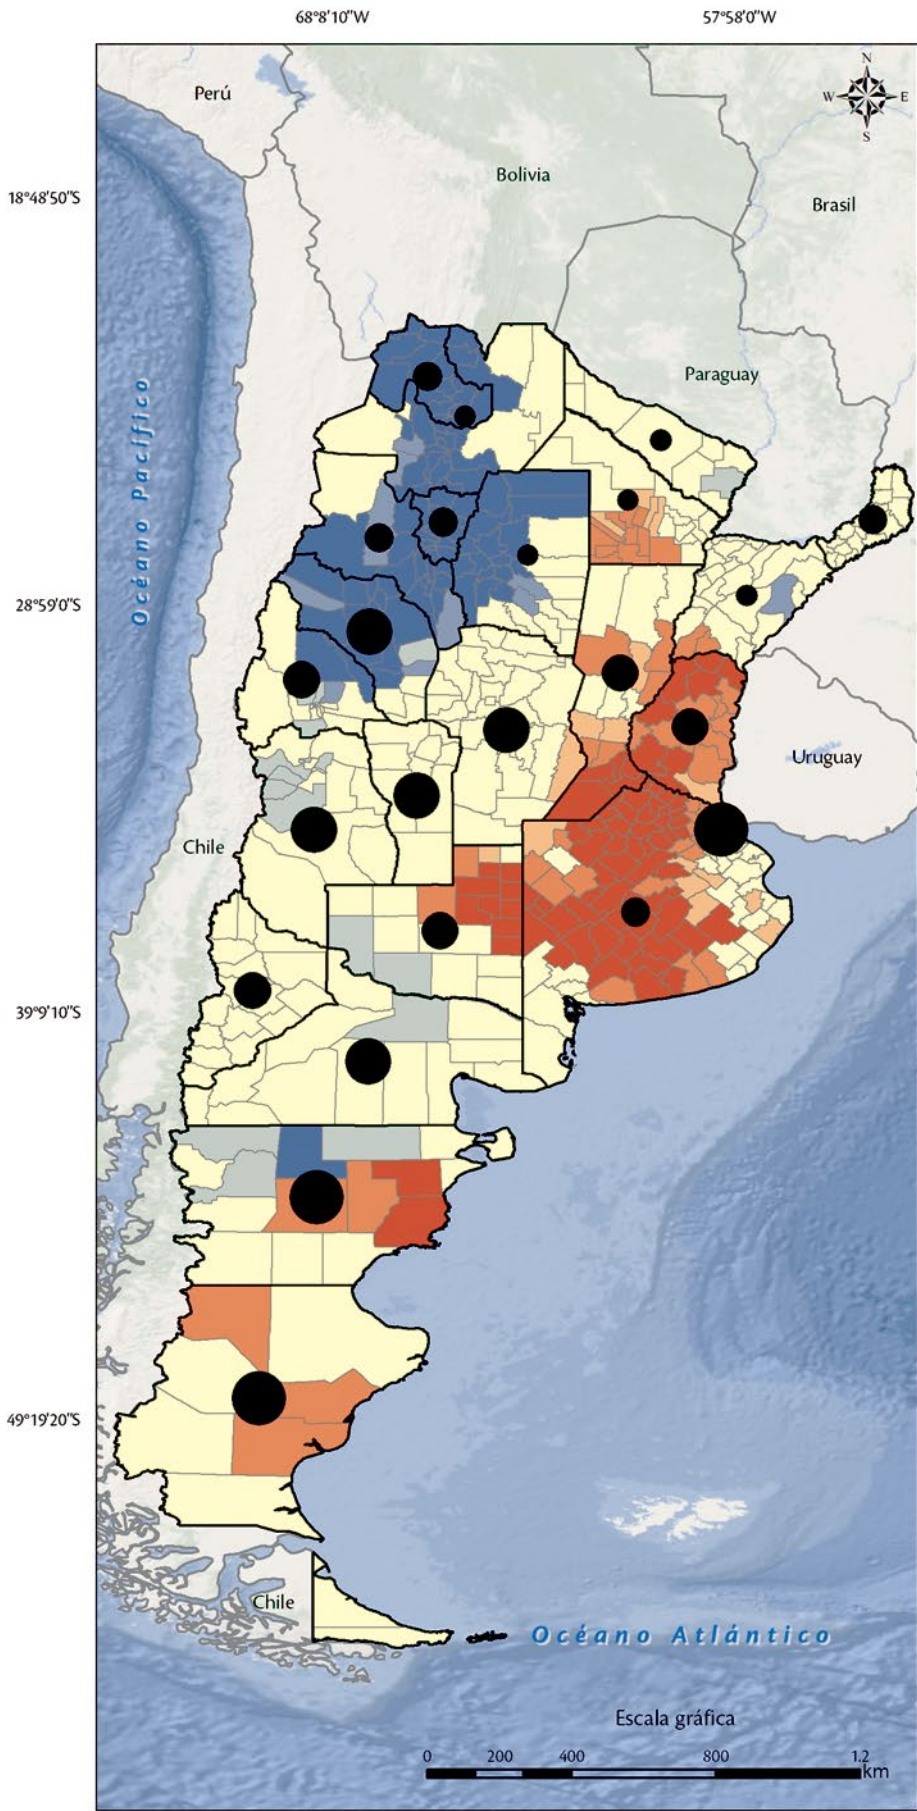 68°8'10"W
57°58'0"W
N
W
E
S
Perú
Bolivia
Brasil
18°48'50"S
Paraguay
Océano Pacífico
28°59'0"S
Uruguay
Chile
39°9'10"S
49°19'20"S
Chile
Océano Atlántico
Escala gráfica
0 200 400 800 1.2
km